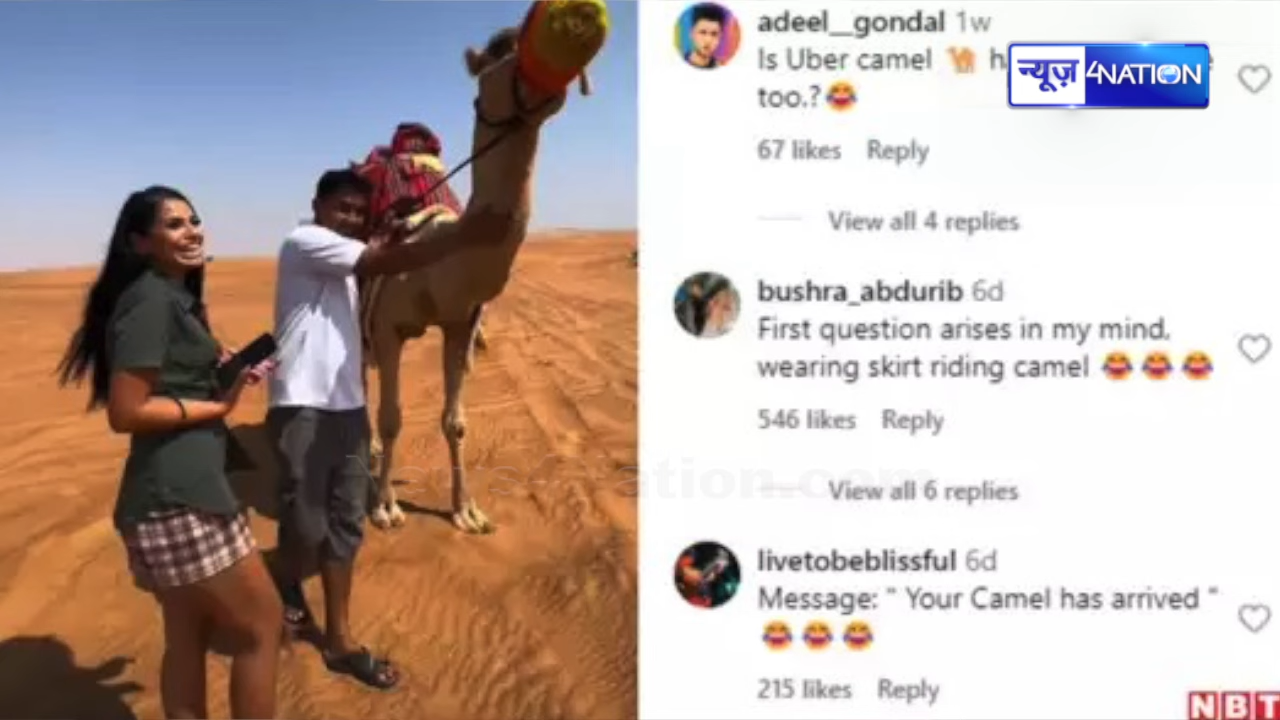 adeel__gondal 1w
Is Uber camel 🐪
too.?😂
67 likes Reply
View all 4 replies
bushra_abdurib 6d
First question arises in my mind,
wearing skirt riding camel 😂😂😂
546 likes Reply
View all 6 replies
livetobeblissful 6d
Message: " Your Camel has arrived "
😂😂😂
215 likes Reply
न्यूज़ 4NATION
News4Nation.com
NBT